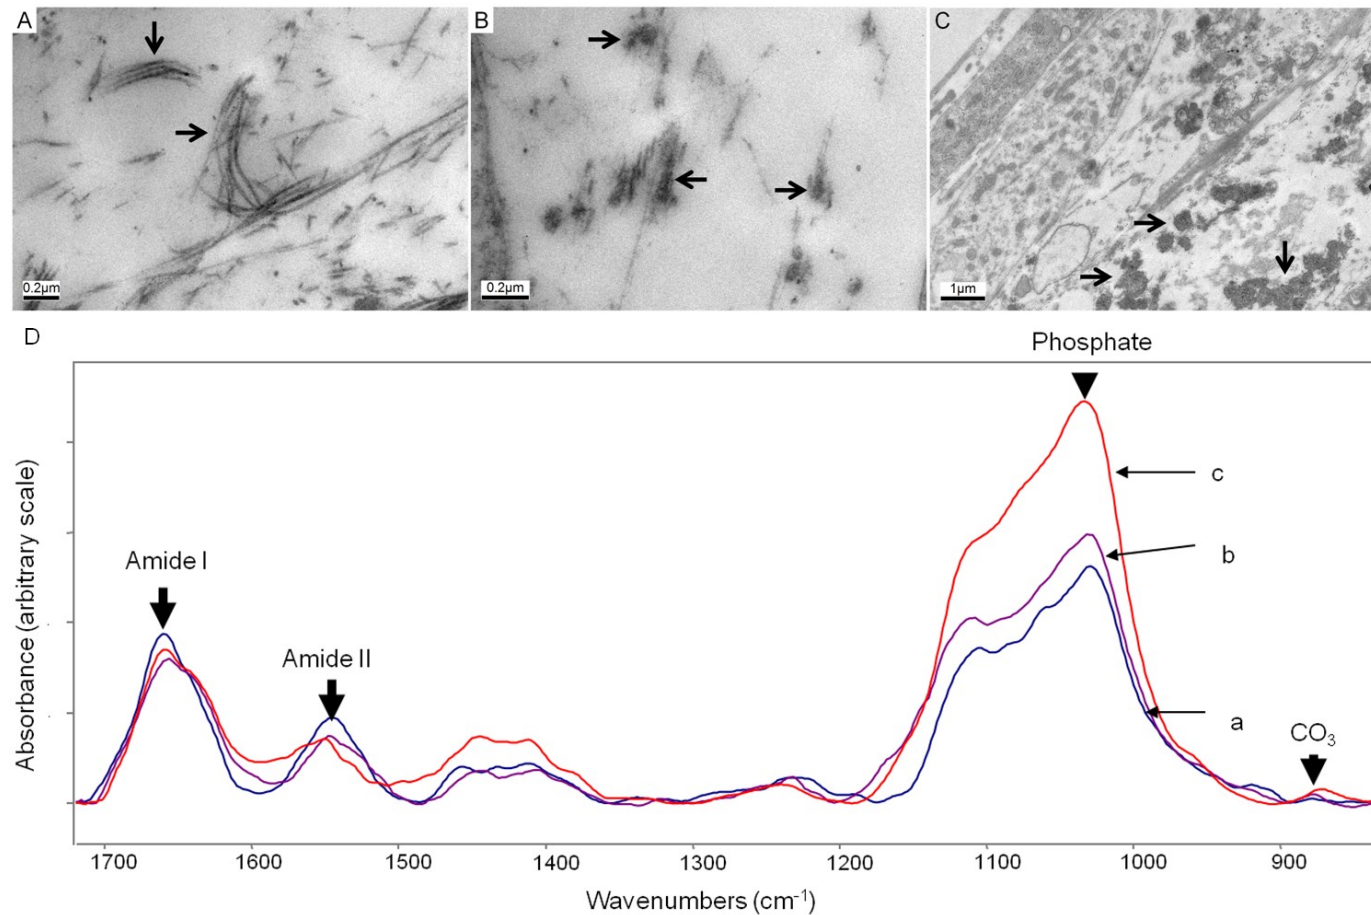 A
B
C
0.2μm
0.2μm
1μm
D
Phosphate
c
b
Amide I
Amide II
a
CO3
Absorbance (arbitrary scale)
1700 1600 1500 1400 1300 1200 1100 1000 900
Wavenumbers (cm-1)